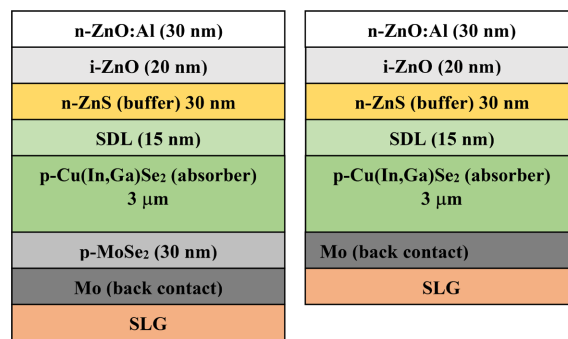 n-ZnO:Al (30 nm)
i-ZnO (20 nm)
n-ZnS (buffer) 30 nm
SDL (15 nm)
p-Cu(In,Ga)Se₂ (absorber)
3 μm
p-MoSe₂ (30 nm)
Mo (back contact)
SLG
n-ZnO:Al (30 nm)
i-ZnO (20 nm)
n-ZnS (buffer) 30 nm
SDL (15 nm)
p-Cu(In,Ga)Se₂ (absorber)
3 μm
Mo (back contact)
SLG